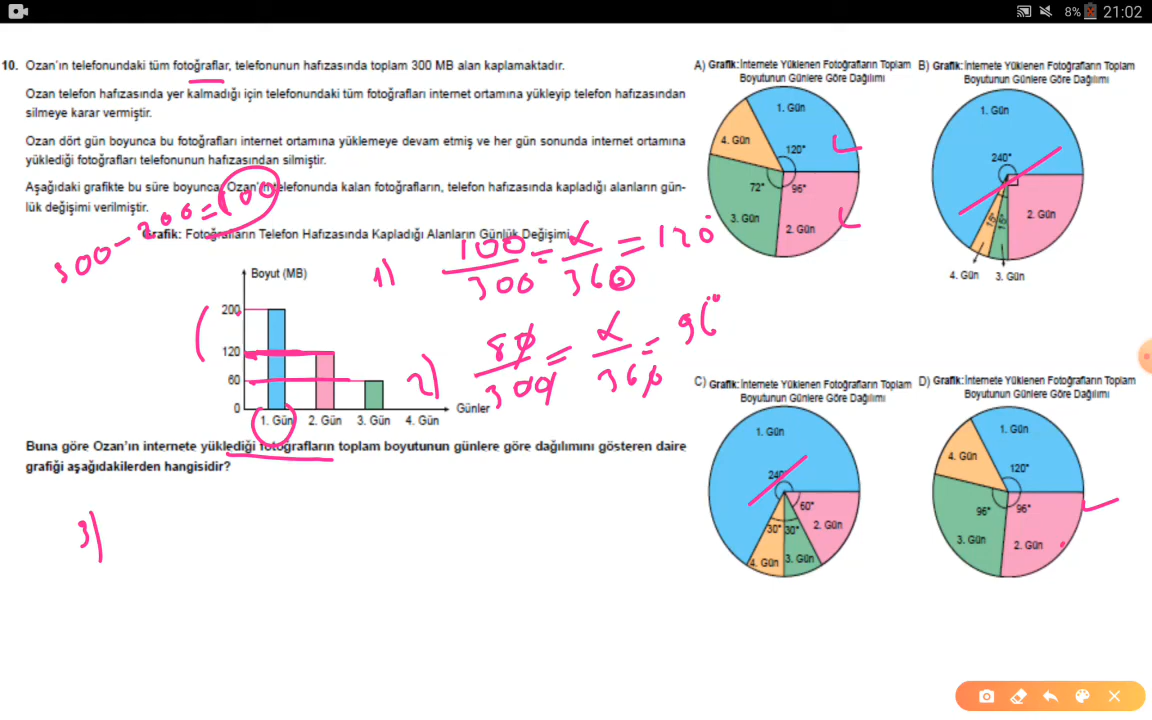 8% 21:02
10. Ozan'ın telefonundaki tüm fotoğraflar, telefonunun hafızasında toplam 300 MB alan kaplamaktadır.
Ozan telefon hafızasında yer kalmadığı için telefonundaki tüm fotoğrafları internet ortamına yükleyip telefon hafızasından
silmeye karar vermiştir.
Ozan dört gün boyunca bu fotoğrafları internet ortamına yüklemeye devam etmiş ve her gün sonunda internet ortamına
yüklediği fotoğrafları telefonunun hafızasından silmiştir.
Aşağıdaki grafikte bu süre boyunca Ozan'ın telefonunda kalan fotoğrafların, telefon hafızasında kapladığı alanların gün-
lük değişimi verilmiştir.
300-200=100
Grafik: Fotoğrafların Telefon Hafızasında Kapladığı Alanların Günlük Değişimi
Boyut (MB)
200
120
60
0
1. Gün 2. Gün 3. Gün 4. Gün
Günler
1) 100/300 = α/360 = 120°
2) 80/300 = α/360 = 96°
Buna göre Ozan'ın internete yüklediği fotoğrafların toplam boyutunun günlere göre dağılımını gösteren daire
grafiği aşağıdakilerden hangisidir?
3)
A) Grafik: İnternete Yüklenen Fotoğrafların Toplam
Boyutunun Günlere Göre Dağılımı
1. Gün
4. Gün
120°
72° 96°
3. Gün
2. Gün
B) Grafik: İnternete Yüklenen Fotoğrafların Toplam
Boyutunun Günlere Göre Dağılımı
1. Gün
240°
2. Gün
15° 15°
4. Gün 3. Gün
C) Grafik: İnternete Yüklenen Fotoğrafların Toplam
Boyutunun Günlere Göre Dağılımı
1. Gün
240°
60°
30° 30° 2. Gün
4. Gün 3. Gün
D) Grafik: İnternete Yüklenen Fotoğrafların Toplam
Boyutunun Günlere Göre Dağılımı
1. Gün
4. Gün
120°
96° 96°
3. Gün
2. Gün